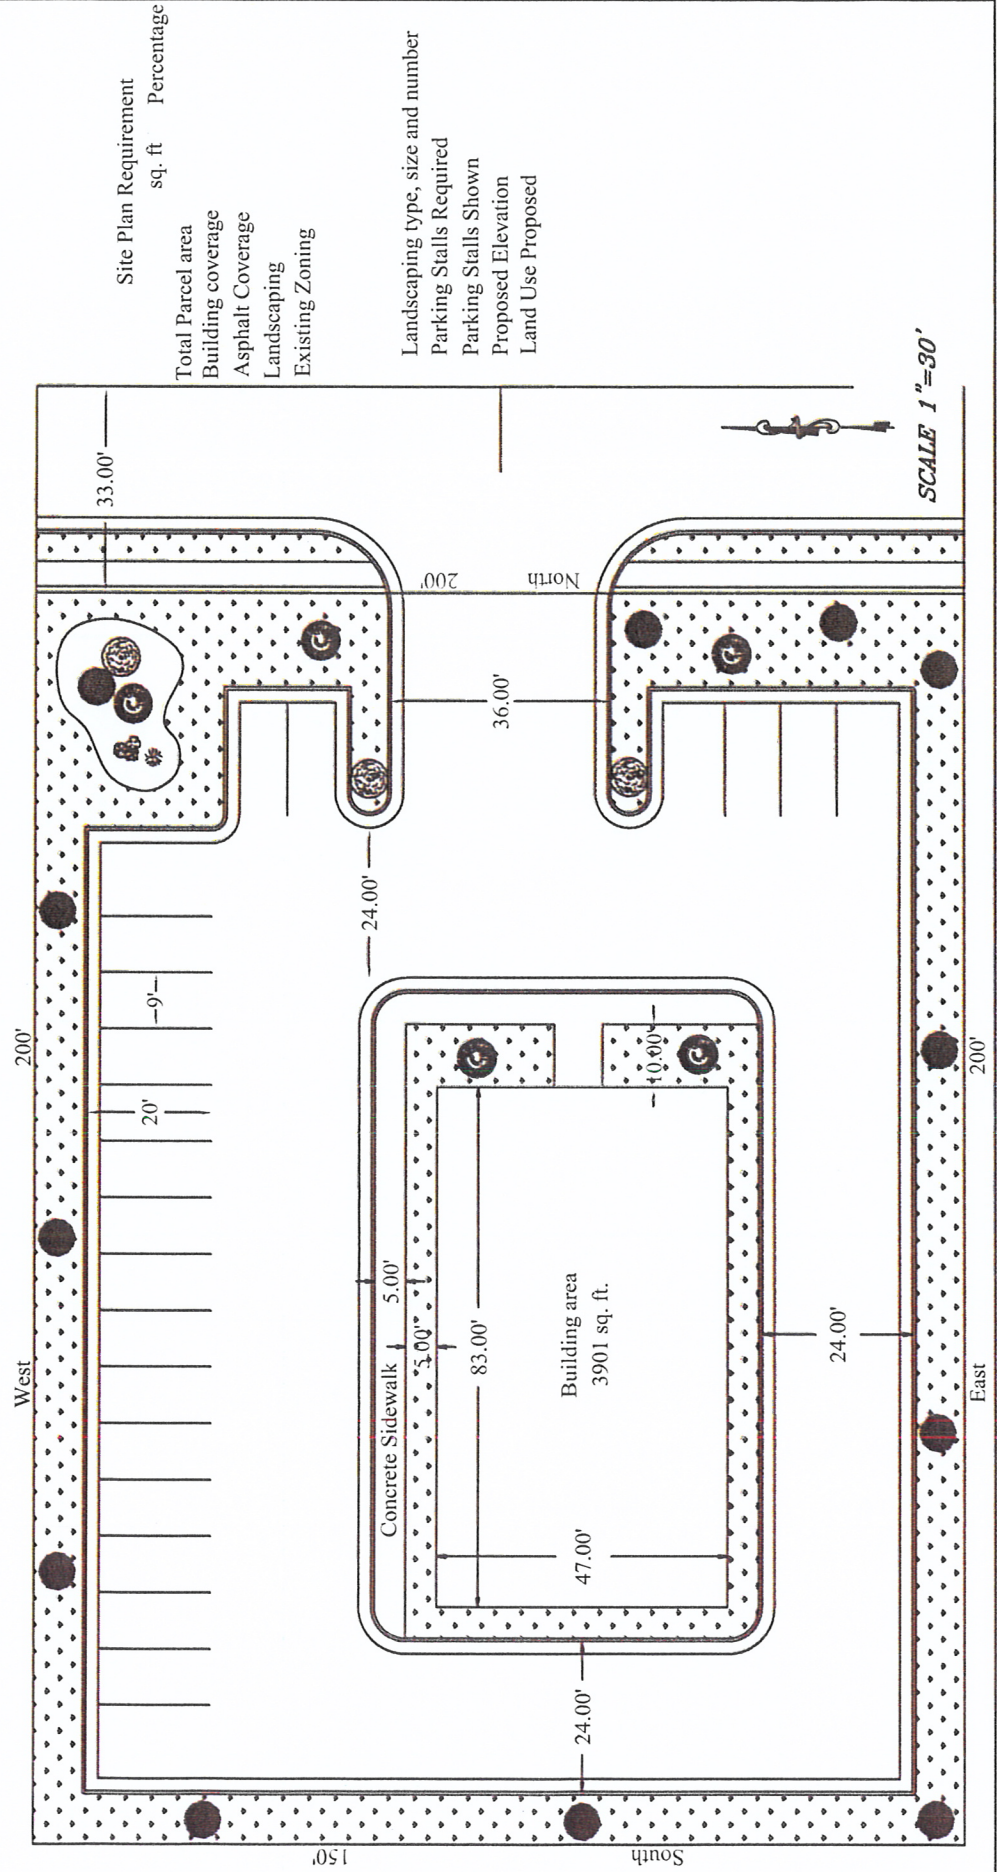 Site Plan Requirement
sq. ft Percentage
Total Parcel area
Building coverage
Asphalt Coverage
Landscaping
Existing Zoning
Landscaping type, size and number
Parking Stalls Required
Parking Stalls Shown
Proposed Elevation
Land Use Proposed
SCALE 1"=30'
West
200'
33.00'
200'
North
36.00'
24.00'
9'
20'
Concrete Sidewalk
5.00'
5.00'
83.00'
10.00'
Building area
3901 sq. ft.
47.00'
24.00'
24.00'
150'
South
East
200'